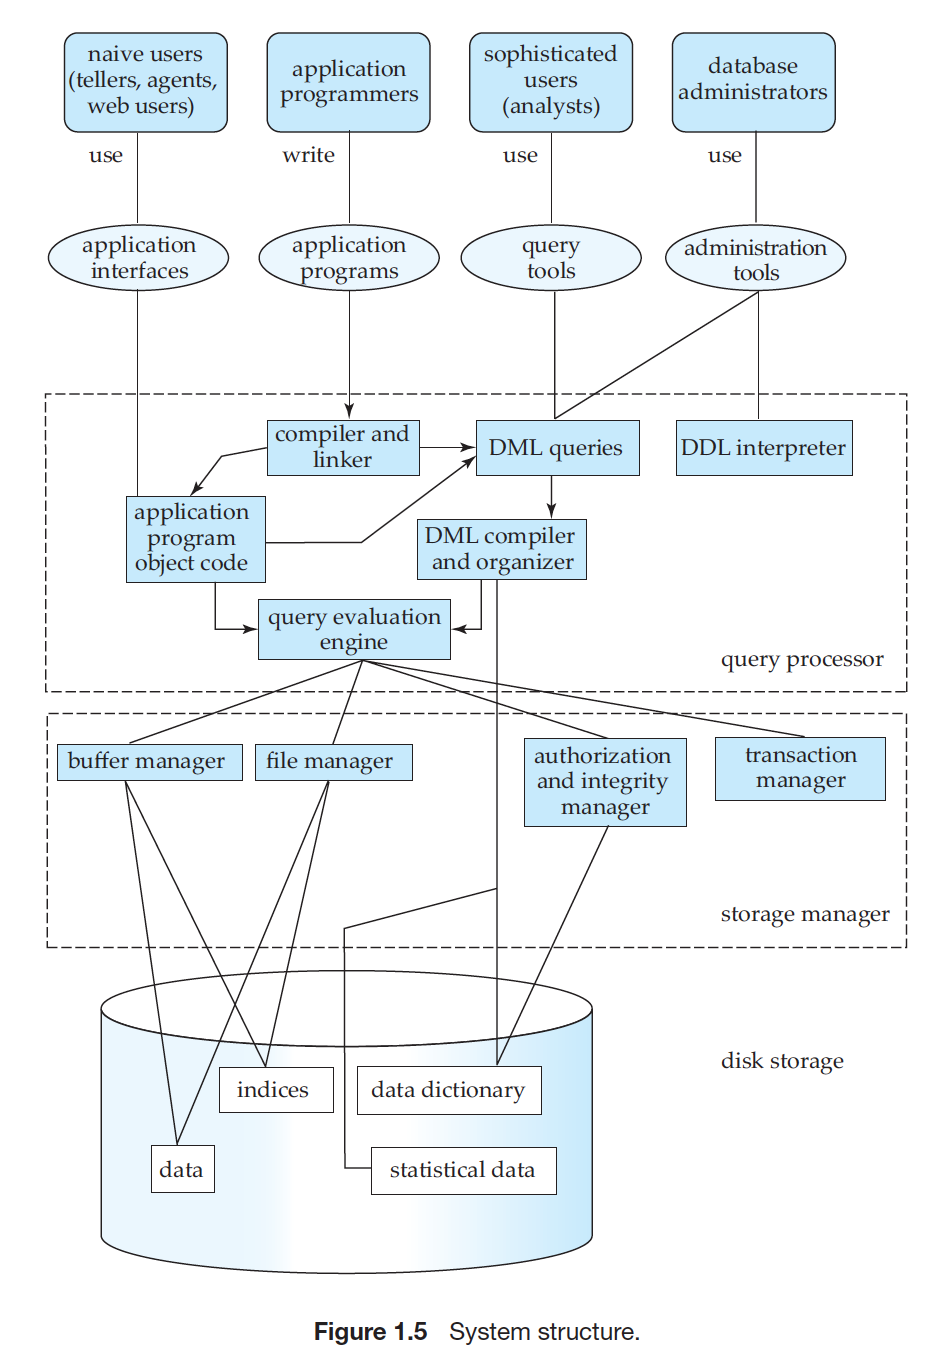 naive users
(tellers, agents,
web users)
application
programmers
sophisticated
users
(analysts)
database
administrators
use
write
use
use
application
interfaces
application
programs
query
tools
administration
tools
compiler and
linker
DML queries
DDL interpreter
application
program
object code
DML compiler
and organizer
query evaluation
engine
query processor
buffer manager
file manager
authorization
and integrity
manager
transaction
manager
storage manager
disk storage
indices
data dictionary
data
statistical data
Figure 1.5 System structure.